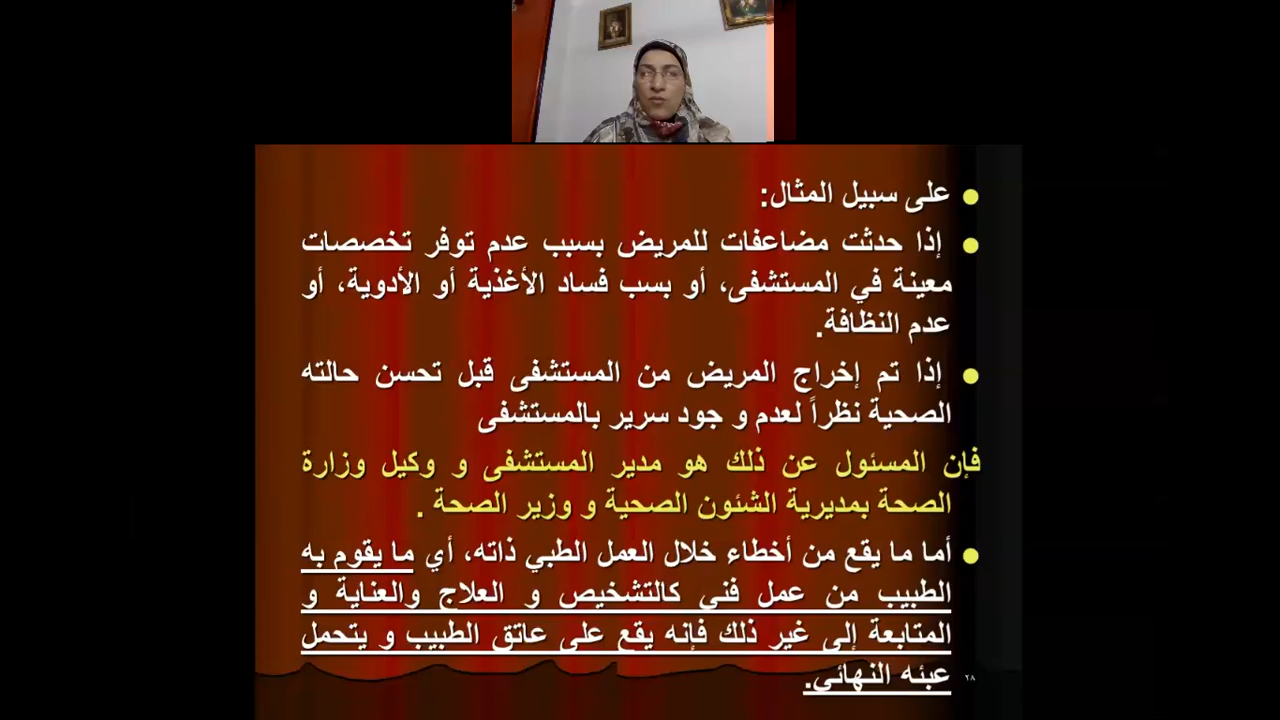 على سبيل المثال:
إذا حدثت مضاعفات للمريض بسبب عدم توفر تخصصات
معينة في المستشفى، أو بسب فساد الأغذية أو الأدوية، أو
عدم النظافة.
إذا تم إخراج المريض من المستشفى قبل تحسن حالته
الصحية نظراً لعدم و جود سرير بالمستشفى
فإن المسئول عن ذلك هو مدير المستشفى و وكيل وزارة
الصحة بمديرية الشئون الصحية و وزير الصحة .
أما ما يقع من أخطاء خلال العمل الطبي ذاته، أي ما يقوم به
الطبيب من عمل فني كالتشخيص و العلاج والعناية و
المتابعة إلى غير ذلك فإنه يقع على عاتق الطبيب و يتحمل
عبئه النهائي.
٢٨